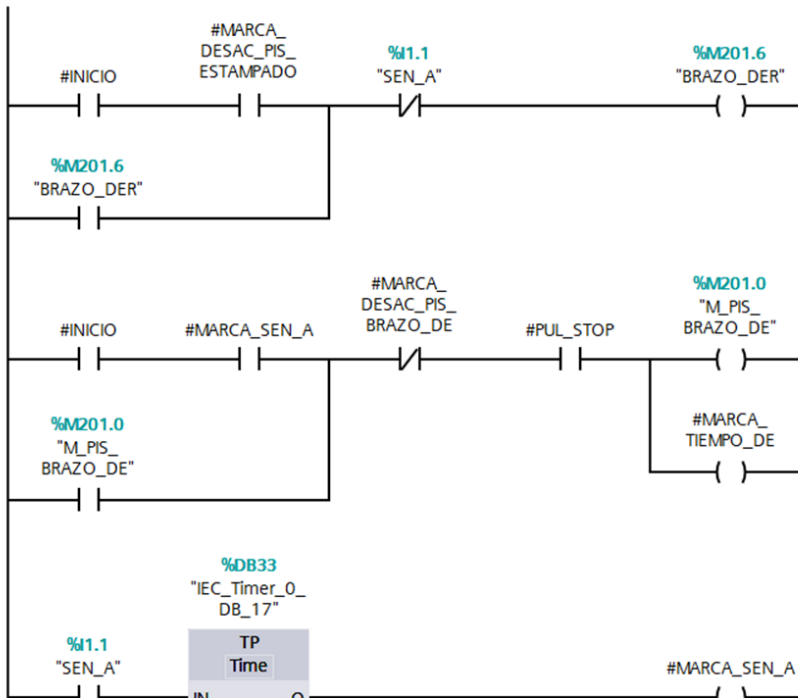 #MARCA_
DESAC_PIS_
ESTAMPADO
#INICIO
%I1.1
"SEN_A"
%M201.6
"BRAZO_DER"
%M201.6
"BRAZO_DER"
#INICIO
#MARCA_SEN_A
#MARCA_
DESAC_PIS_
BRAZO_DE
#PUL_STOP
%M201.0
"M_PIS_
BRAZO_DE"
#MARCA_
TIEMPO_DE
%M201.0
"M_PIS_
BRAZO_DE"
%DB33
"IEC_Timer_0_
DB_17"
TP
Time
%I1.1
"SEN_A"
IN
Q
#MARCA_SEN_A